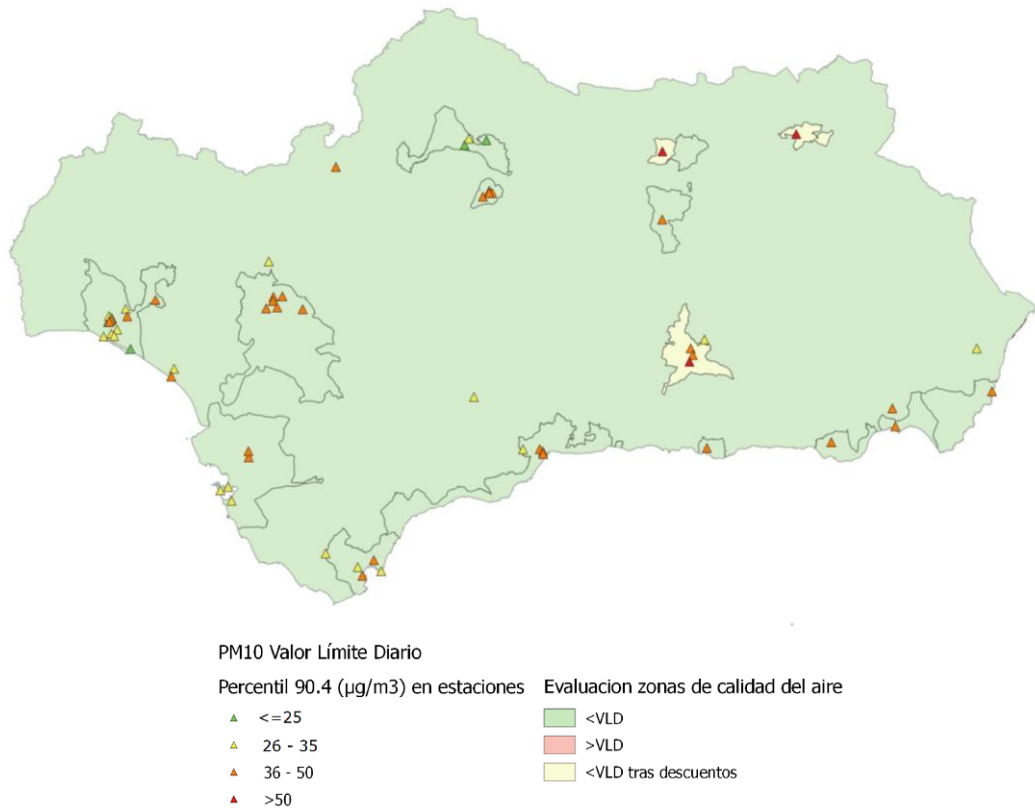 PM10 Valor Límite Diario
Percentil 90.4 (µg/m3) en estaciones
<=25
26 - 35
36 - 50
>50
Evaluacion zonas de calidad del aire
<VLD
>VLD
<VLD tras descuentos